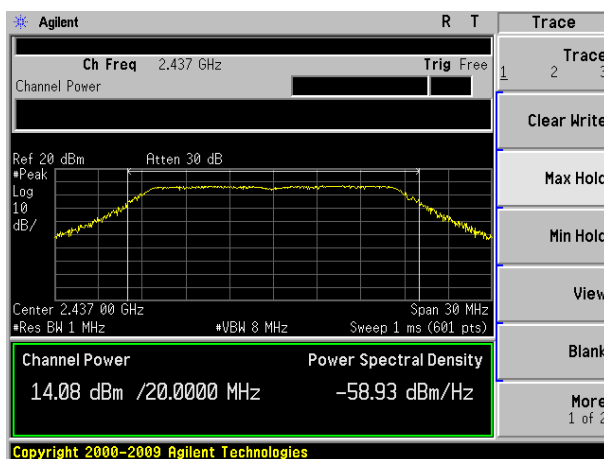 Agilent R T Trace
Ch Freq 2.437 GHz Trig Free
Channel Power
Trace
1 2 3
Clear Write
Max Hold
Min Hold
View
Blank
More
1 of 2
Ref 20 dBm Atten 30 dB
#Peak
Log
10
dB/
Center 2.437 00 GHz Span 30 MHz
#Res BW 1 MHz #VBW 8 MHz Sweep 1 ms (601 pts)
Channel Power Power Spectral Density
14.08 dBm /20.0000 MHz -58.93 dBm/Hz
Copyright 2000-2009 Agilent Technologies